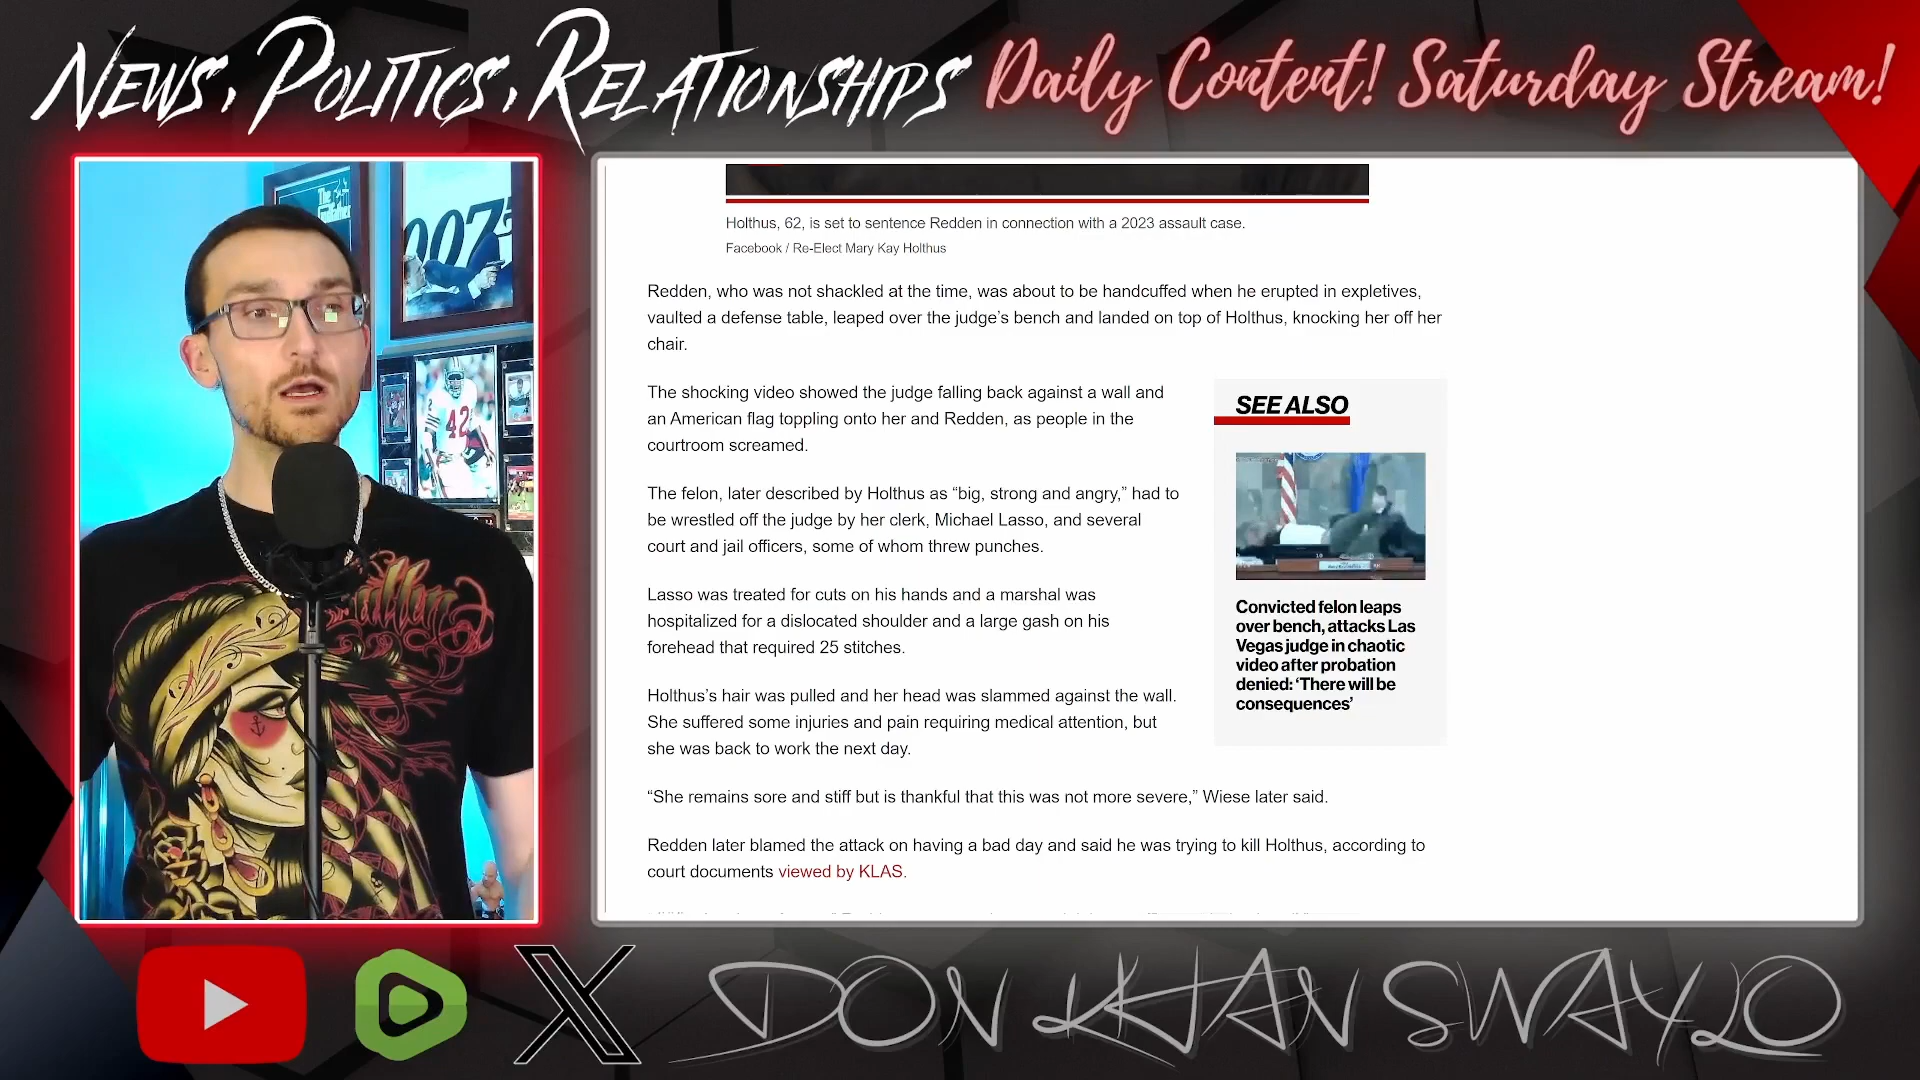 NEWS, POLITICS, RELATIONSHIPS Daily Content! Saturday Stream!
The
Godfather
007
42
Holthus, 62, is set to sentence Redden in connection with a 2023 assault case.
Facebook / Re-Elect Mary Kay Holthus
Redden, who was not shackled at the time, was about to be handcuffed when he erupted in expletives,
vaulted a defense table, leaped over the judge’s bench and landed on top of Holthus, knocking her off her
chair.
The shocking video showed the judge falling back against a wall and
an American flag toppling onto her and Redden, as people in the
courtroom screamed.
The felon, later described by Holthus as “big, strong and angry,” had to
be wrestled off the judge by her clerk, Michael Lasso, and several
court and jail officers, some of whom threw punches.
Lasso was treated for cuts on his hands and a marshal was
hospitalized for a dislocated shoulder and a large gash on his
forehead that required 25 stitches.
Holthus’s hair was pulled and her head was slammed against the wall.
She suffered some injuries and pain requiring medical attention, but
she was back to work the next day.
“She remains sore and stiff but is thankful that this was not more severe,” Wiese later said.
Redden later blamed the attack on having a bad day and said he was trying to kill Holthus, according to
court documents viewed by KLAS.
SEE ALSO
Convicted felon leaps
over bench, attacks Las
Vegas judge in chaotic
video after probation
denied: ‘There will be
consequences’
DON KHAN SWAYLO